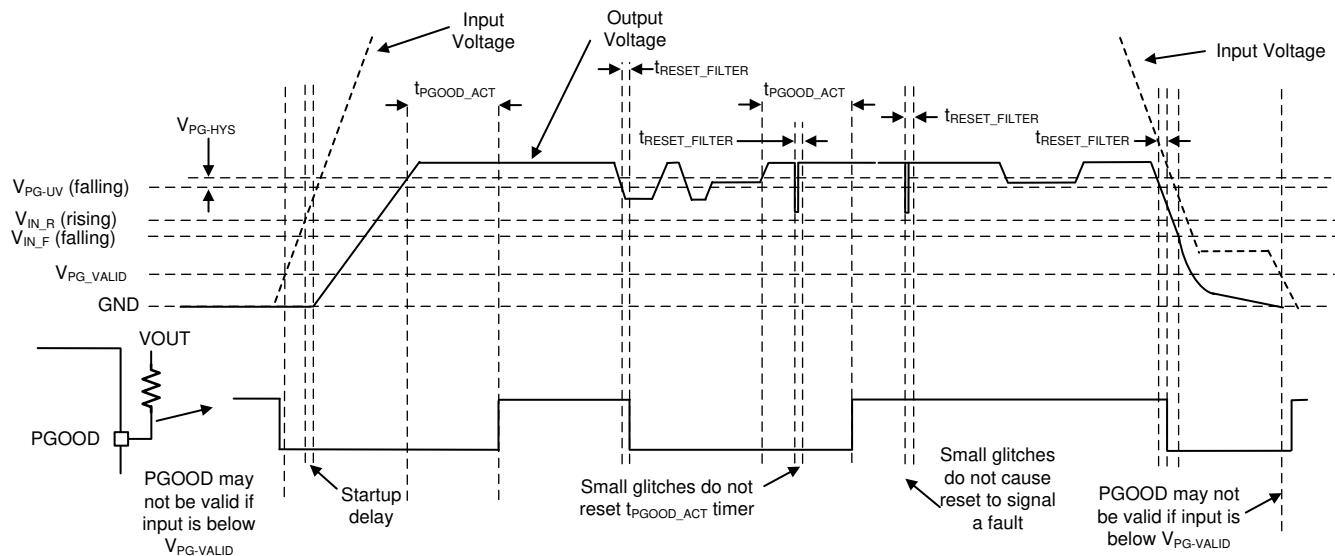 Input
Voltage
Output
Voltage
Input Voltage
tRESET_FILTER
tPGOOD_ACT
tPGOOD_ACT
tRESET_FILTER
tRESET_FILTER
tRESET_FILTER
VPG-HYS
VPG-UV (falling)
VIN_R (rising)
VIN_F (falling)
VPG_VALID
GND
VOUT
PGOOD
PGOOD may
not be valid if
input is below
VPG-VALID
Startup
delay
Small glitches do not
reset tPGOOD_ACT timer
Small glitches
do not cause
reset to signal
a fault
PGOOD may not
be valid if input is
below VPG-VALID